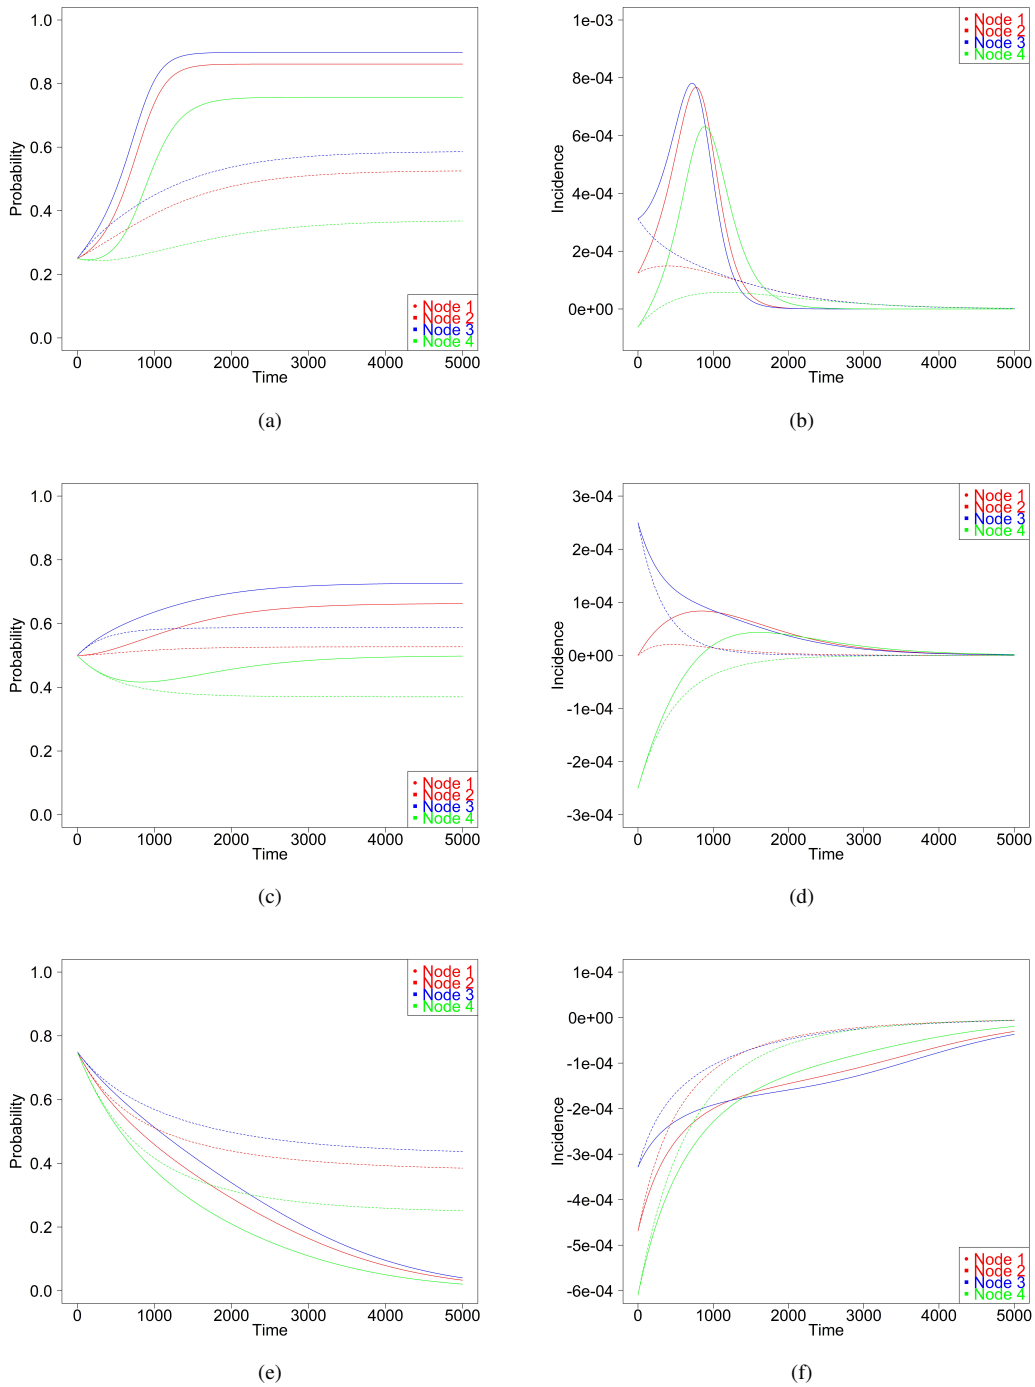 1.0
0.8
0.6
0.4
0.2
0.0
Probability
0 1000 2000 3000 4000 5000
Time
Node 1
Node 2
Node 3
Node 4
(a)
1e-03
8e-04
6e-04
4e-04
2e-04
0e+00
Incidence
0 1000 2000 3000 4000 5000
Time
Node 1
Node 2
Node 3
Node 4
(b)
1.0
0.8
0.6
0.4
0.2
0.0
Probability
0 1000 2000 3000 4000 5000
Time
Node 1
Node 2
Node 3
Node 4
(c)
3e-04
2e-04
1e-04
0e+00
-1e-04
-2e-04
-3e-04
Incidence
0 1000 2000 3000 4000 5000
Time
Node 1
Node 2
Node 3
Node 4
(d)
1.0
0.8
0.6
0.4
0.2
0.0
Probability
0 1000 2000 3000 4000 5000
Time
Node 1
Node 2
Node 3
Node 4
(e)
1e-04
0e+00
-1e-04
-2e-04
-3e-04
-4e-04
-5e-04
-6e-04
Incidence
0 1000 2000 3000 4000 5000
Time
Node 1
Node 2
Node 3
Node 4
(f)